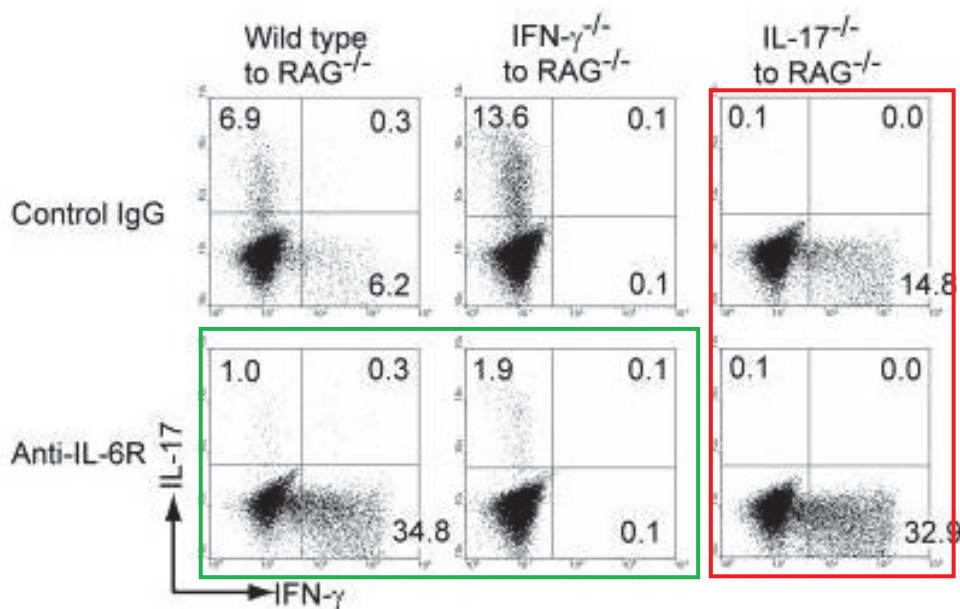 Wild type
to RAG-/-
IFN-γ-/-
to RAG-/-
IL-17-/-
to RAG-/-
Control IgG
6.9
0.3
6.2
13.6
0.1
0.1
0.1
0.0
14.8
Anti-IL-6R
1.0
0.3
34.8
1.9
0.1
0.1
0.1
0.0
32.9
IL-17
IFN-γ